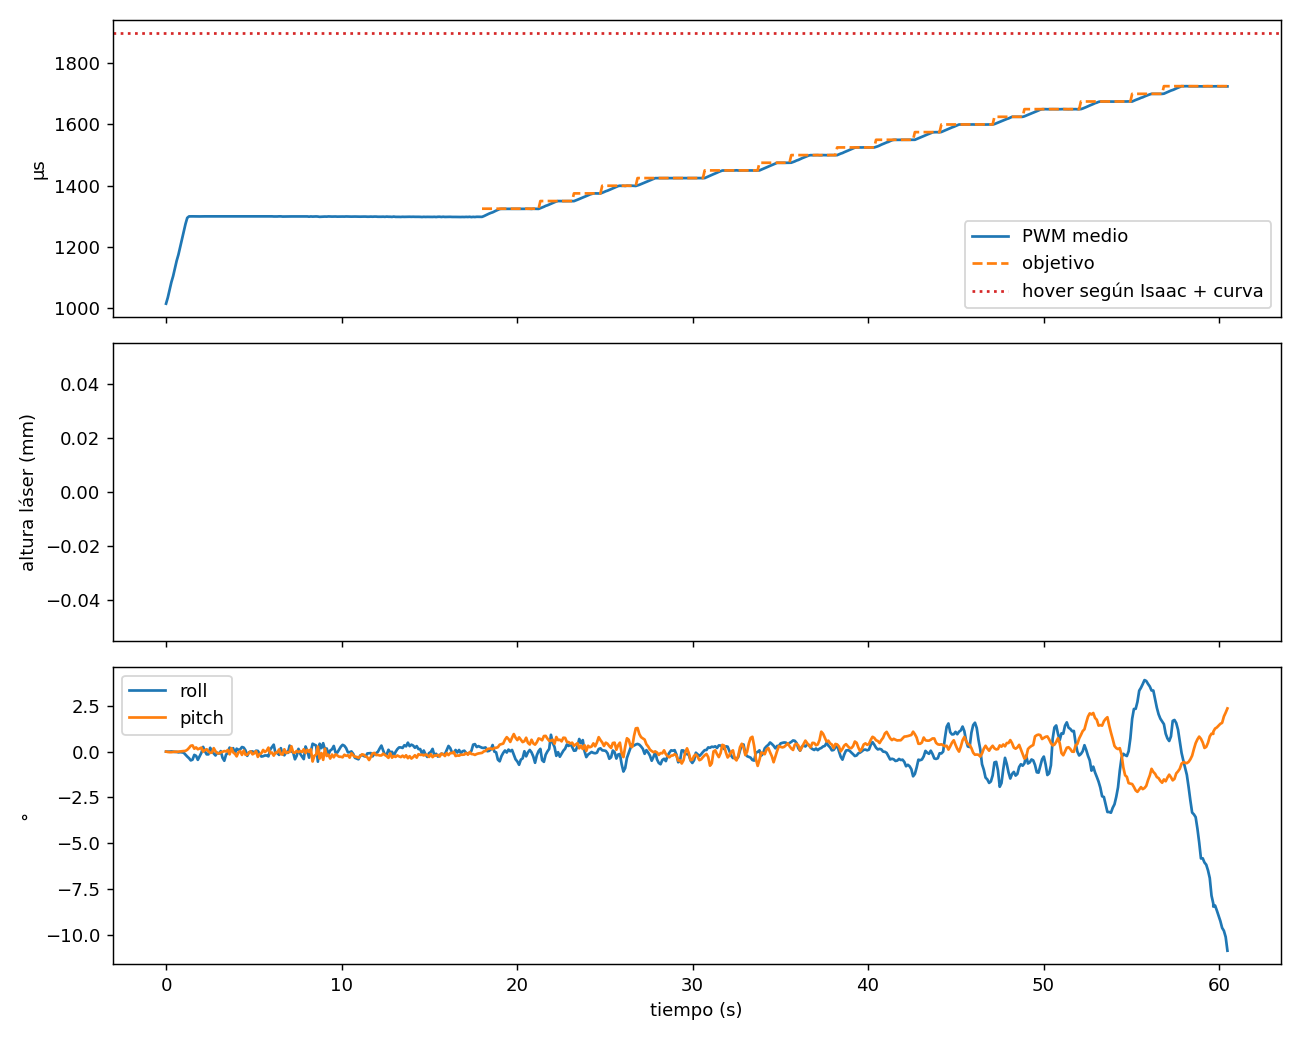 1800
1600
1400
1200
1000
µs
PWM medio
objetivo
hover según Isaac + curva
0.04
0.02
0.00
−0.02
−0.04
altura láser (mm)
roll
pitch
2.5
0.0
−2.5
−5.0
−7.5
−10.0
°
0 10 20 30 40 50 60
tiempo (s)